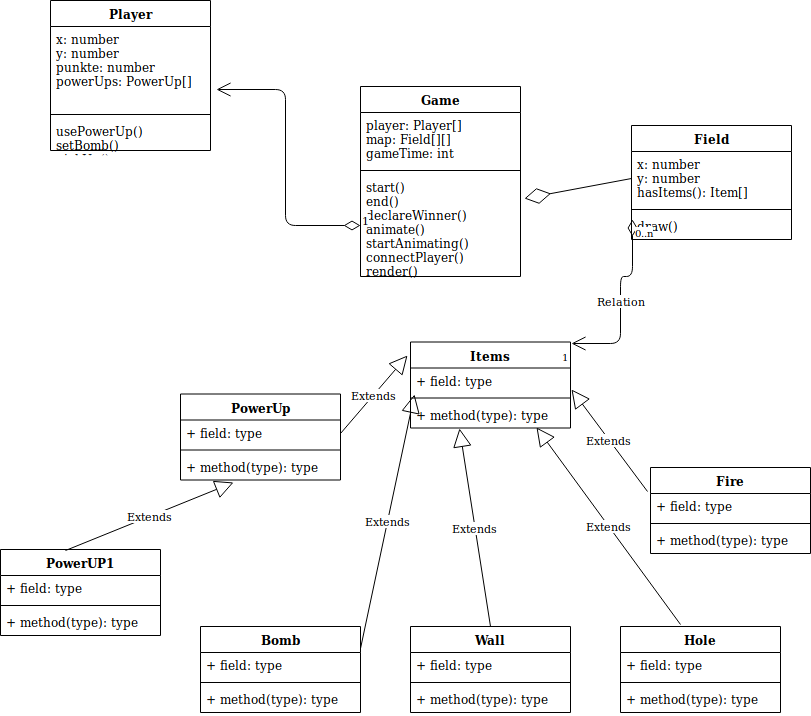 Player
x: number
y: number
punkte: number
powerUps: PowerUp[]
usePowerUp()
setBomb()
Game
player: Player[]
map: Field[][]
gameTime: int
start()
end()
declareWinner()
animate()
startAnimating()
connectPlayer()
render()
1
Field
x: number
y: number
hasItems(): Item[]
draw()
0..n
Relation
Items
1
+ field: type
+ method(type): type
Extends
PowerUp
+ field: type
+ method(type): type
Extends
Fire
+ field: type
+ method(type): type
Extends
PowerUP1
+ field: type
+ method(type): type
Extends
Extends
Extends
Bomb
+ field: type
+ method(type): type
Wall
+ field: type
+ method(type): type
Hole
+ field: type
+ method(type): type